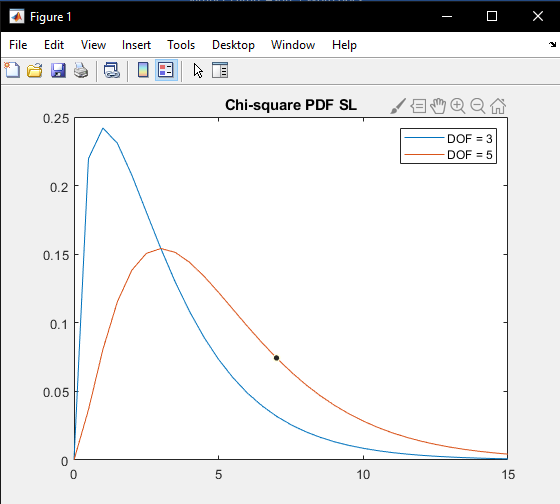 Figure 1
File Edit View Insert Tools Desktop Window Help
Chi-square PDF SL
DOF = 3
DOF = 5
0.25
0.2
0.15
0.1
0.05
0
0 5 10 15